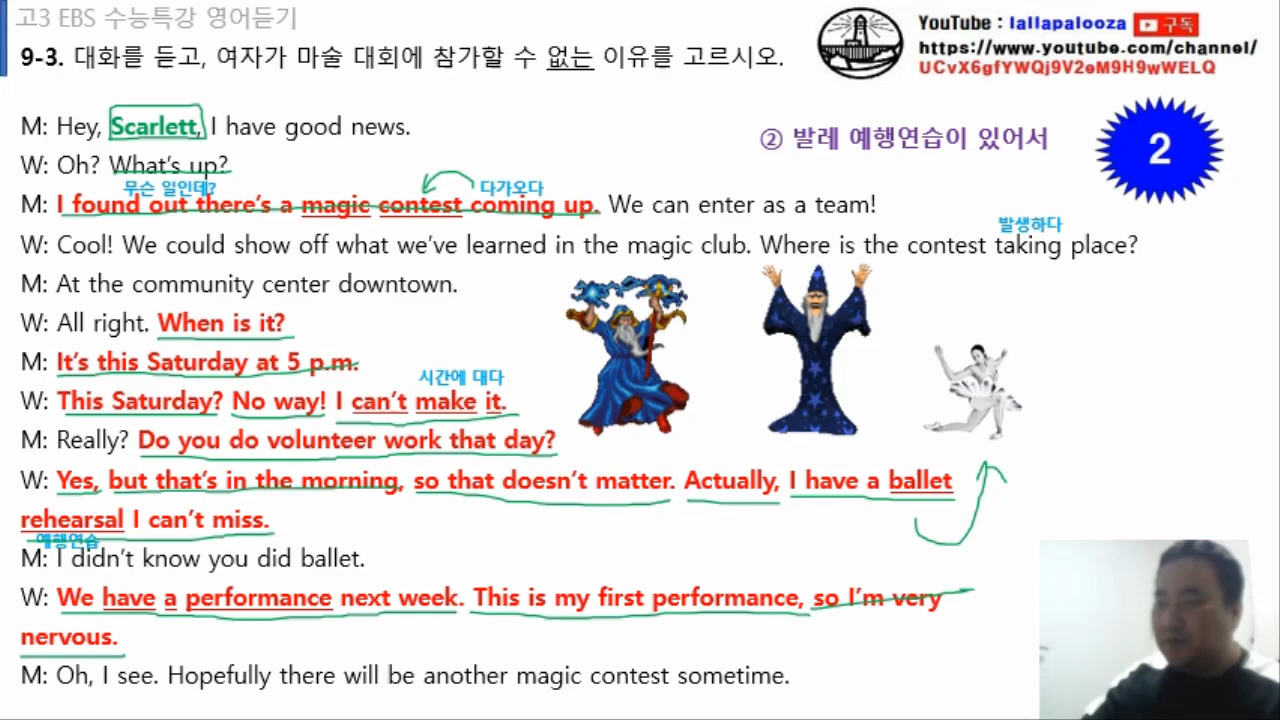 고3 EBS 수능특강 영어듣기
YouTube : lallapalooza 구독
https://www.youtube.com/channel/
UCvX6gfYWQj9V2eM9H9wWELQ
9-3. 대화를 듣고, 여자가 마술 대회에 참가할 수 없는 이유를 고르시오.
M: Hey, Scarlett, I have good news.
② 발레 예행연습이 있어서
2
W: Oh? What's up?
무슨 일인데?
다가오다
M: I found out there's a magic contest coming up. We can enter as a team!
발생하다
W: Cool! We could show off what we've learned in the magic club. Where is the contest taking place?
M: At the community center downtown.
W: All right. When is it?
M: It's this Saturday at 5 p.m.
시간에 대다
W: This Saturday? No way! I can't make it.
M: Really? Do you do volunteer work that day?
W: Yes, but that's in the morning, so that doesn't matter. Actually, I have a ballet
rehearsal I can't miss.
예행연습
M: I didn't know you did ballet.
W: We have a performance next week. This is my first performance, so I'm very
nervous.
M: Oh, I see. Hopefully there will be another magic contest sometime.